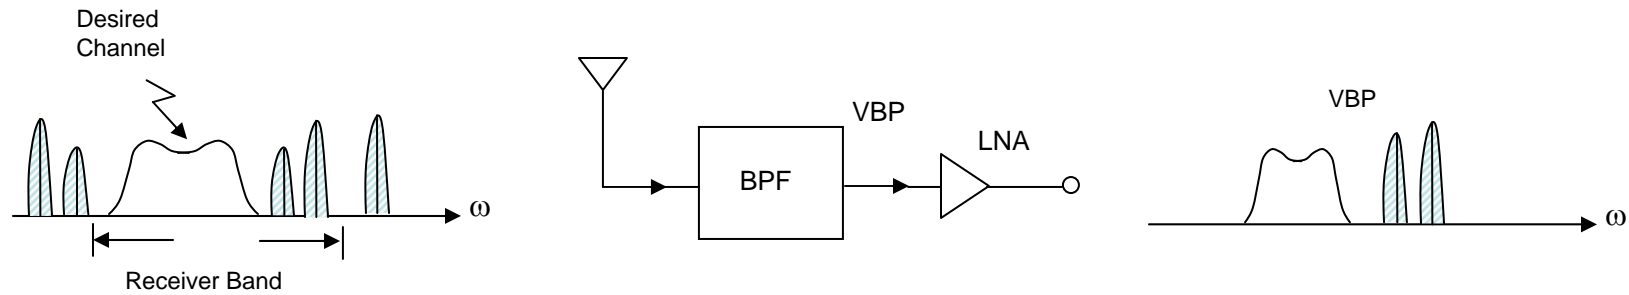 Desired
Channel
ω
Receiver Band
BPF
VBP
LNA
VBP
ω